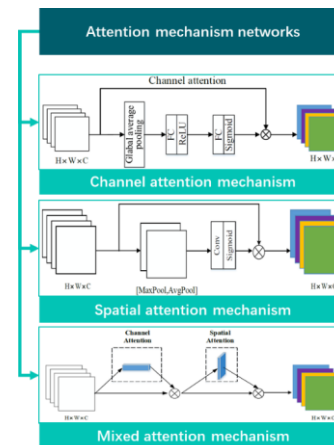 Attention mechanism networks
Channel attention
Global average
pooling
FC
ReLU
FC
Sigmoid
H×W×C
H×W×C
Channel attention mechanism
Conv
Sigmoid
H×W×C
[MaxPool,AvgPool]
H×W×C
Spatial attention mechanism
Channel
Attention
Spatial
Attention
H×W×C
H×W×C
Mixed attention mechanism